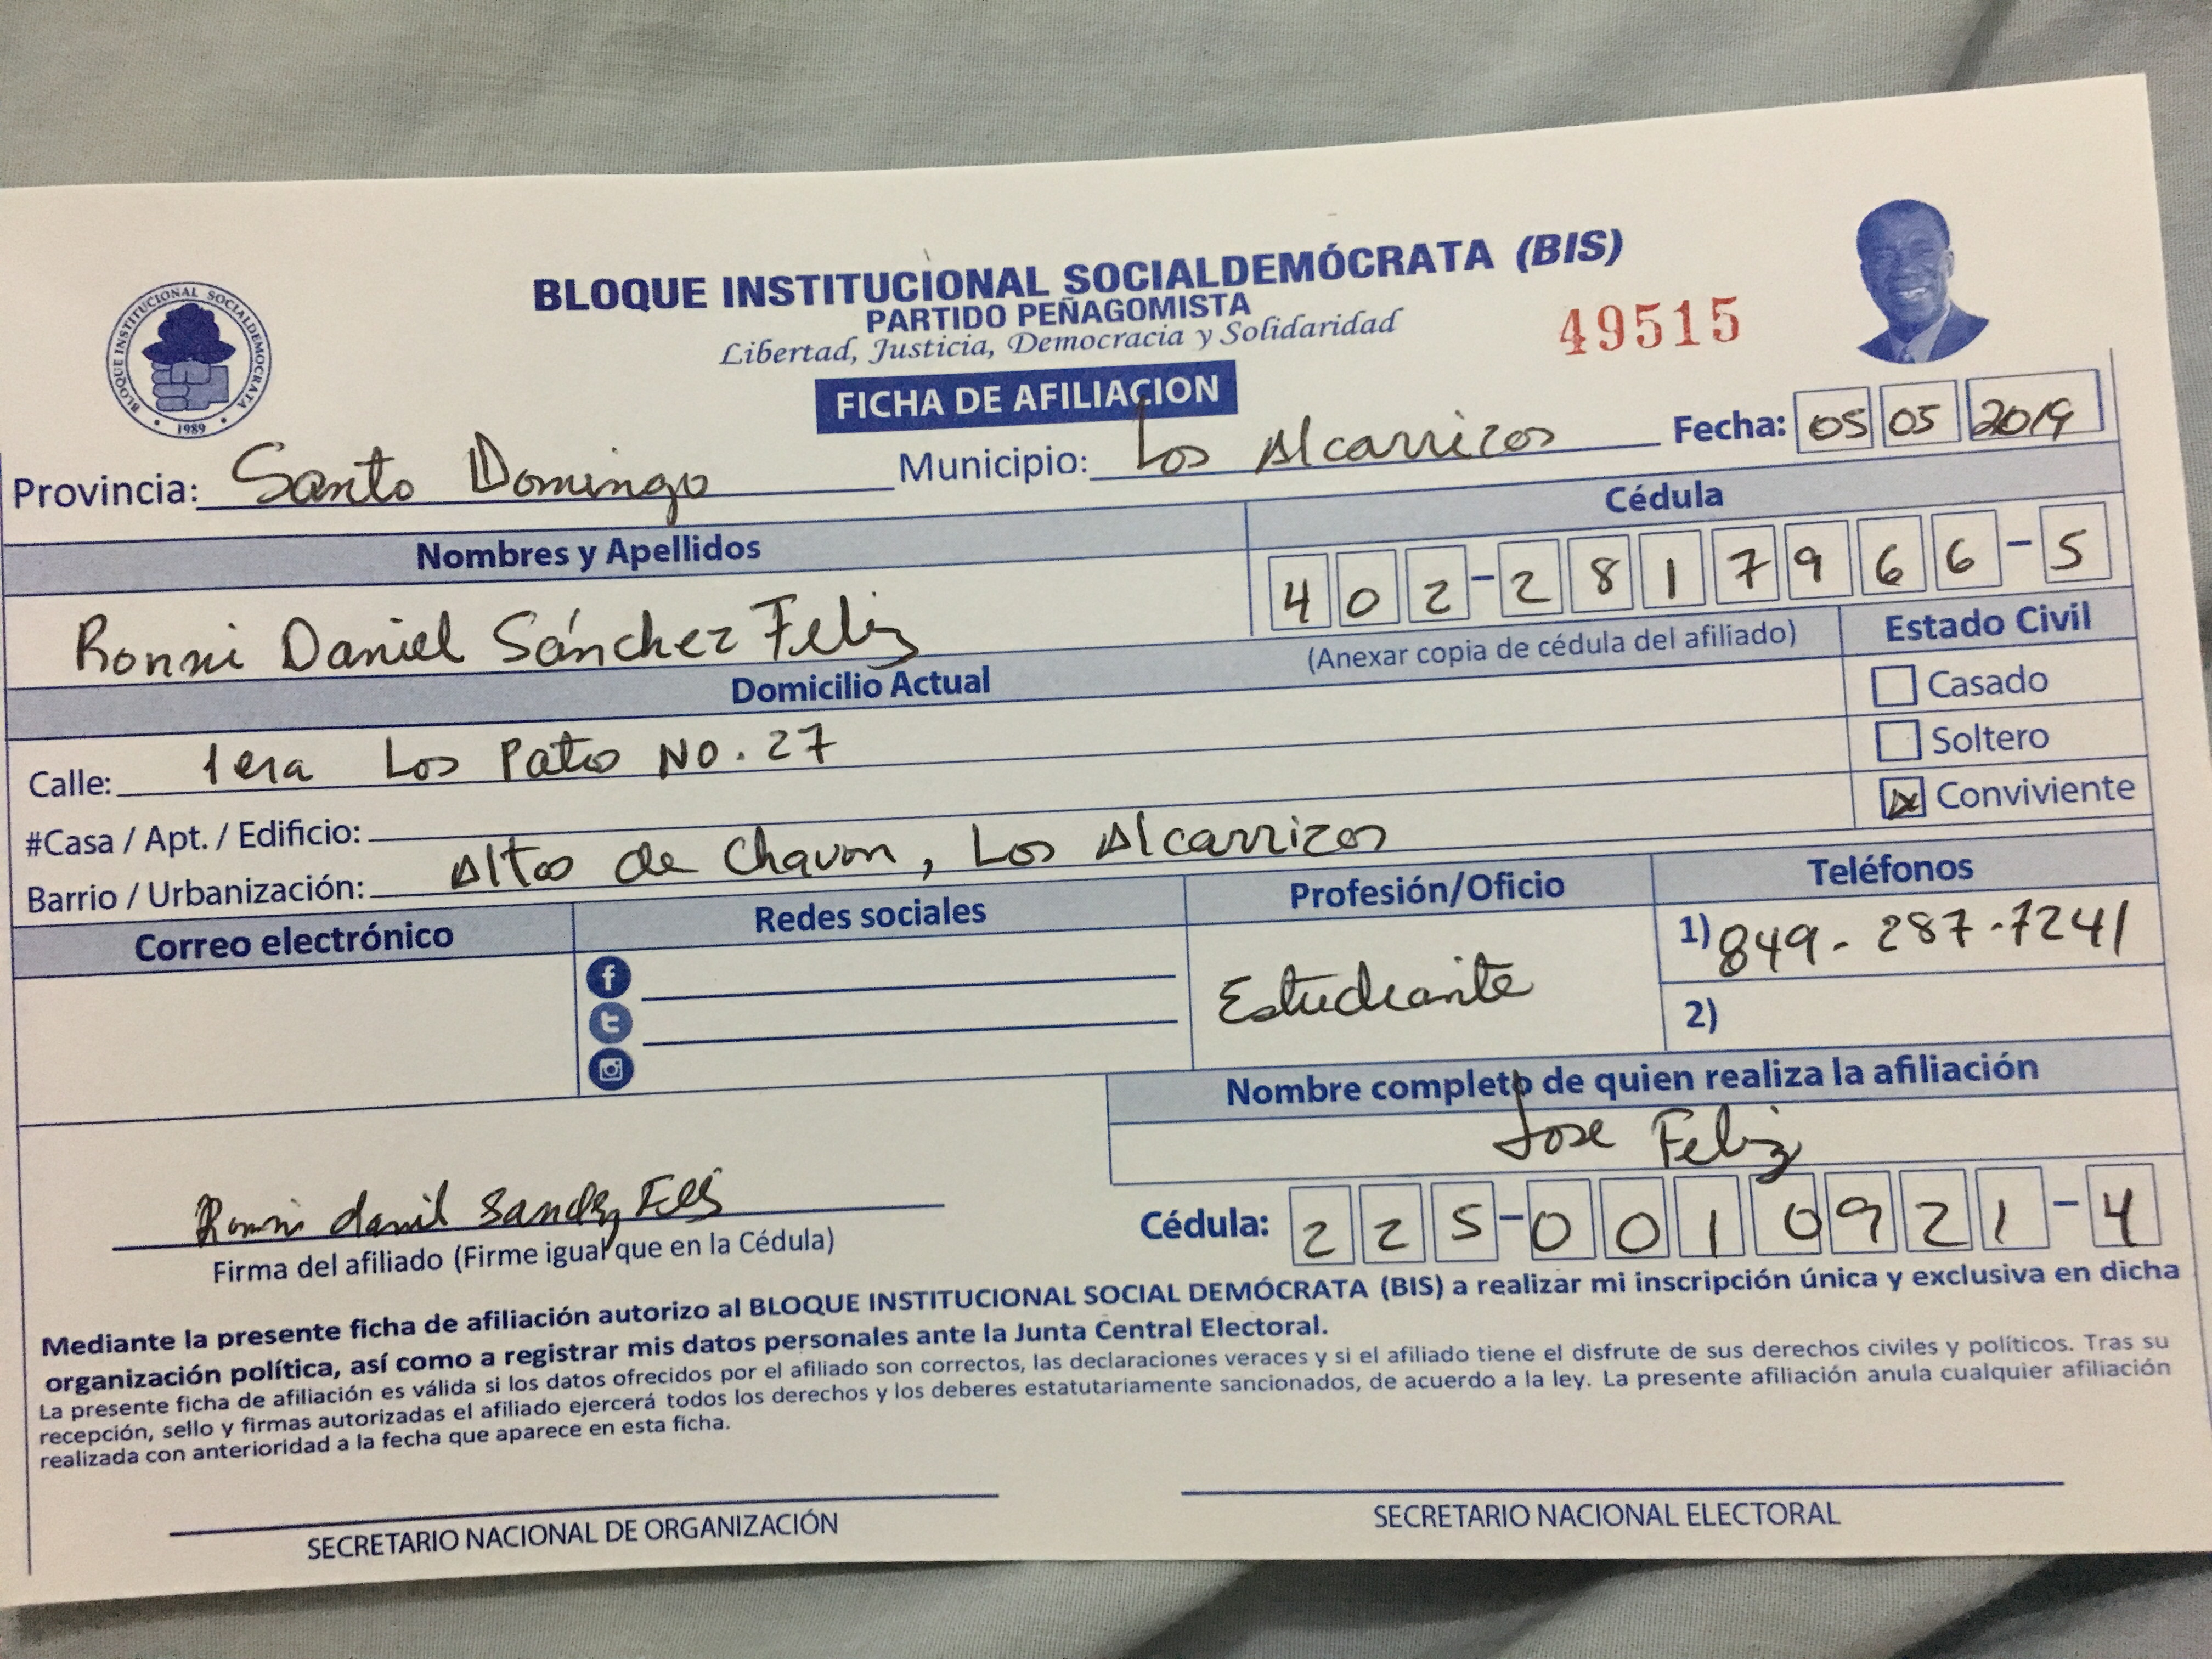 BLOQUE INSTITUCIONAL SOCIALDEMÓCRATA (BIS)
PARTIDO PEÑAGOMISTA
Libertad, Justicia, Democracia y Solidaridad
49515
BLOQUE INSTITUCIONAL SOCIALDEMOCRATA
1989
FICHA DE AFILIACION
Fecha: 05 05 2019
Provincia: Santo Domingo Municipio: Los Alcarrizos
Nombres y Apellidos Cédula
Ronni Daniel Sánchez Feliz 402-2817966-5
(Anexar copia de cédula del afiliado) Estado Civil
Domicilio Actual Casado
Calle: 1era Los Patos NO. 27 Soltero
#Casa / Apt. / Edificio: Conviviente
Barrio / Urbanización: Altos de Chavon, Los Alcarrizos
Correo electrónico Redes sociales Profesión/Oficio Teléfonos
Estudiante 1) 849-287-7241
2)
Nombre completo de quien realiza la afiliación
Jose Feliz
Ronni danil Sanchez Feliz
Firma del afiliado (Firme igual que en la Cédula)
Cédula: 225-0010921-4
Mediante la presente ficha de afiliación autorizo al BLOQUE INSTITUCIONAL SOCIAL DEMÓCRATA (BIS) a realizar mi inscripción única y exclusiva en dicha
organización política, así como a registrar mis datos personales ante la Junta Central Electoral.
La presente ficha de afiliación es válida si los datos ofrecidos por el afiliado son correctos, las declaraciones veraces y si el afiliado tiene el disfrute de sus derechos civiles y políticos. Tras su
recepción, sello y firmas autorizadas el afiliado ejercerá todos los derechos y los deberes estatutariamente sancionados, de acuerdo a la ley. La presente afiliación anula cualquier afiliación
realizada con anterioridad a la fecha que aparece en esta ficha.
SECRETARIO NACIONAL DE ORGANIZACIÓN SECRETARIO NACIONAL ELECTORAL